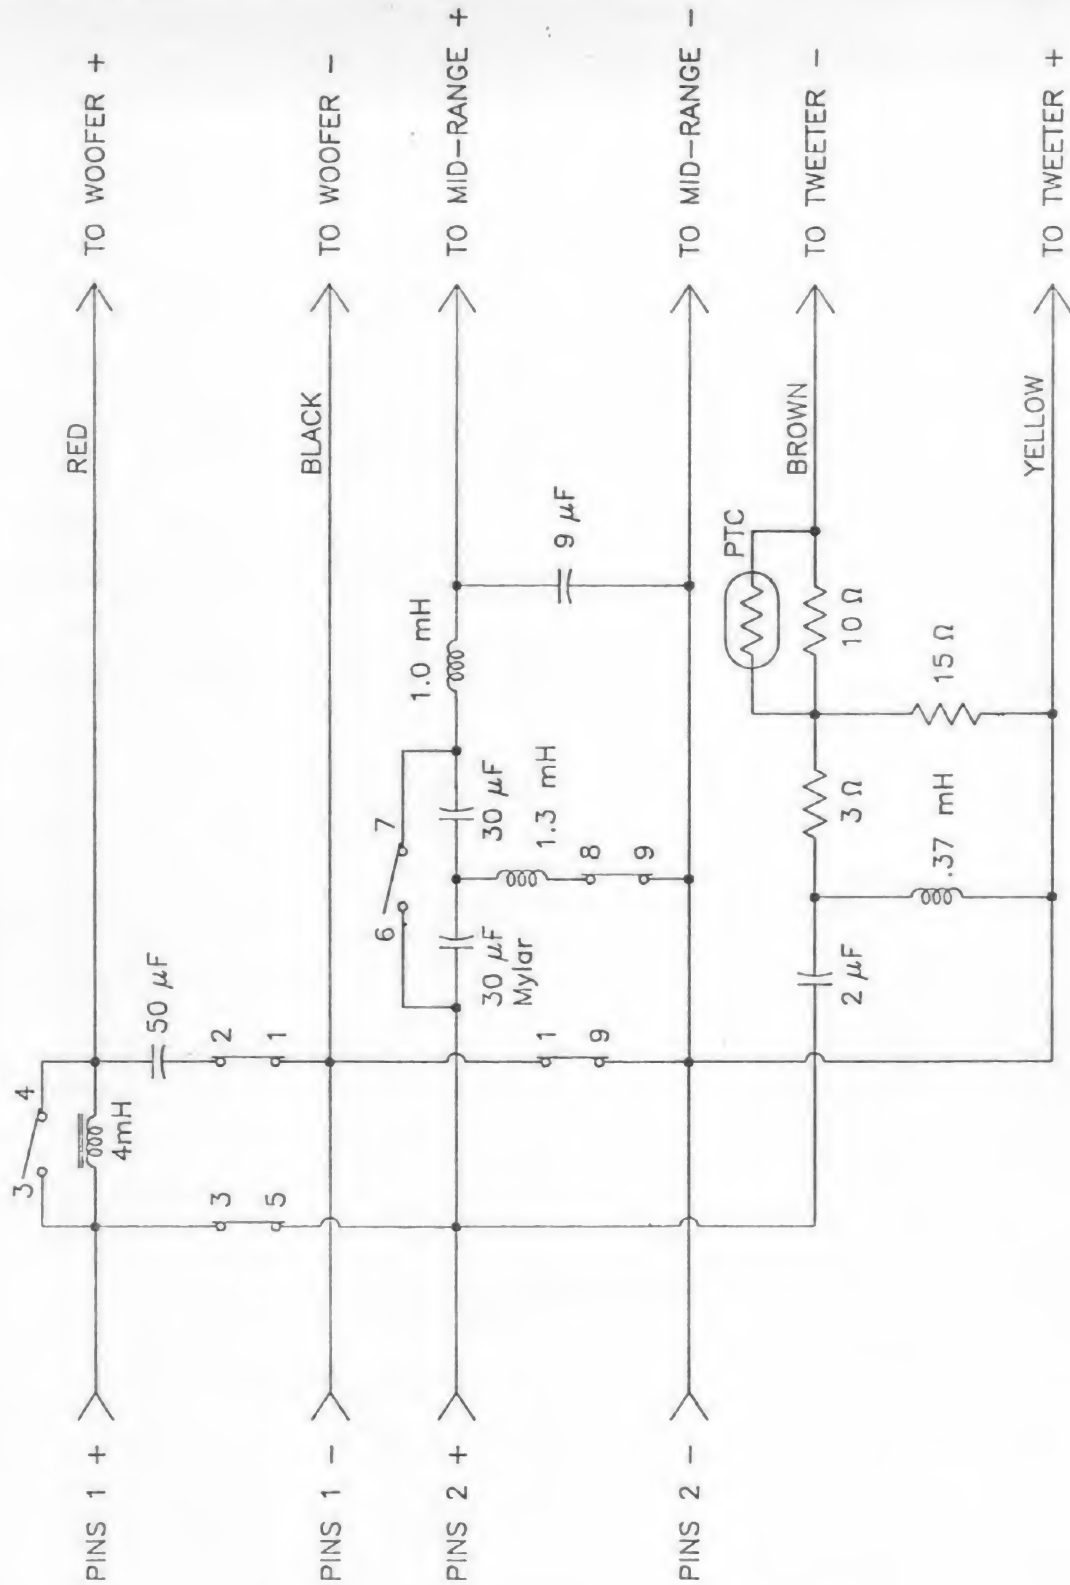 RED
TO WOOFER +
3
4
4mH
50 µF
2
1
3
5
PINS 1 +
BLACK
TO WOOFER -
PINS 1 -
6
7
30 µF
Mylar
30 µF
1.0 mH
TO MID-RANGE +
PINS 2 +
1.3 mH
8
9
1
9
9 µF
TO MID-RANGE -
PINS 2 -
PTC
BROWN
TO TWEETER -
2 µF
3 Ω
10 Ω
.37 mH
15 Ω
YELLOW
TO TWEETER +